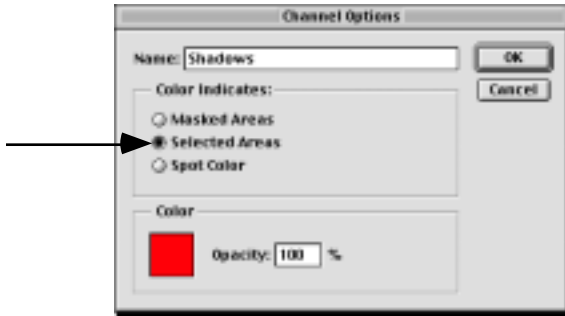 Channel Options
Name: Shadows
OK
Cancel
Color Indicates:
Masked Areas
Selected Areas
Spot Color
Color
Opacity: 100 %